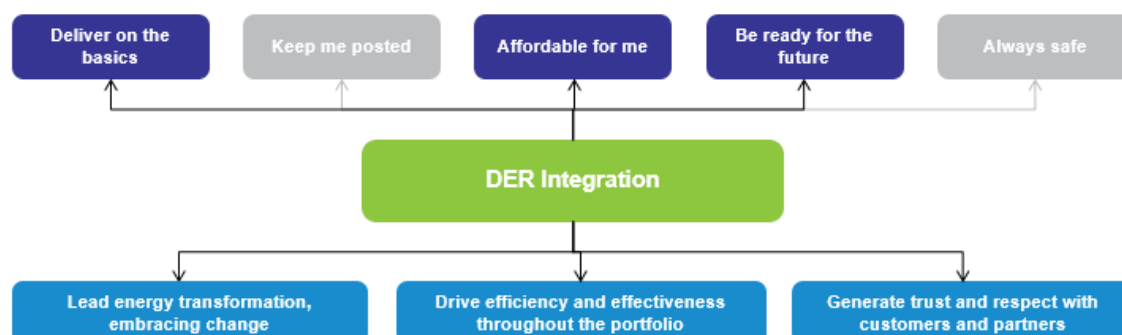 Deliver on the
basics
Keep me posted
Affordable for me
Be ready for the
future
Always safe
DER Integration
Lead energy transformation,
embracing change
Drive efficiency and effectiveness
throughout the portfolio
Generate trust and respect with
customers and partners